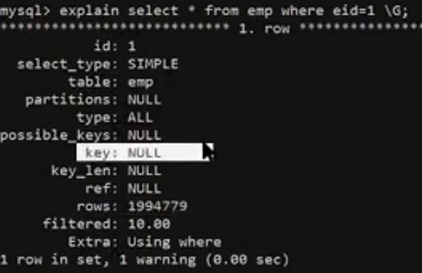 mysql> explain select * from emp where eid=1 \G;
*************************** 1. row ***************
id: 1
select_type: SIMPLE
table: emp
partitions: NULL
type: ALL
possible_keys: NULL
key: NULL
key_len: NULL
ref: NULL
rows: 1994779
filtered: 10.00
Extra: Using where
1 row in set, 1 warning (0.00 sec)